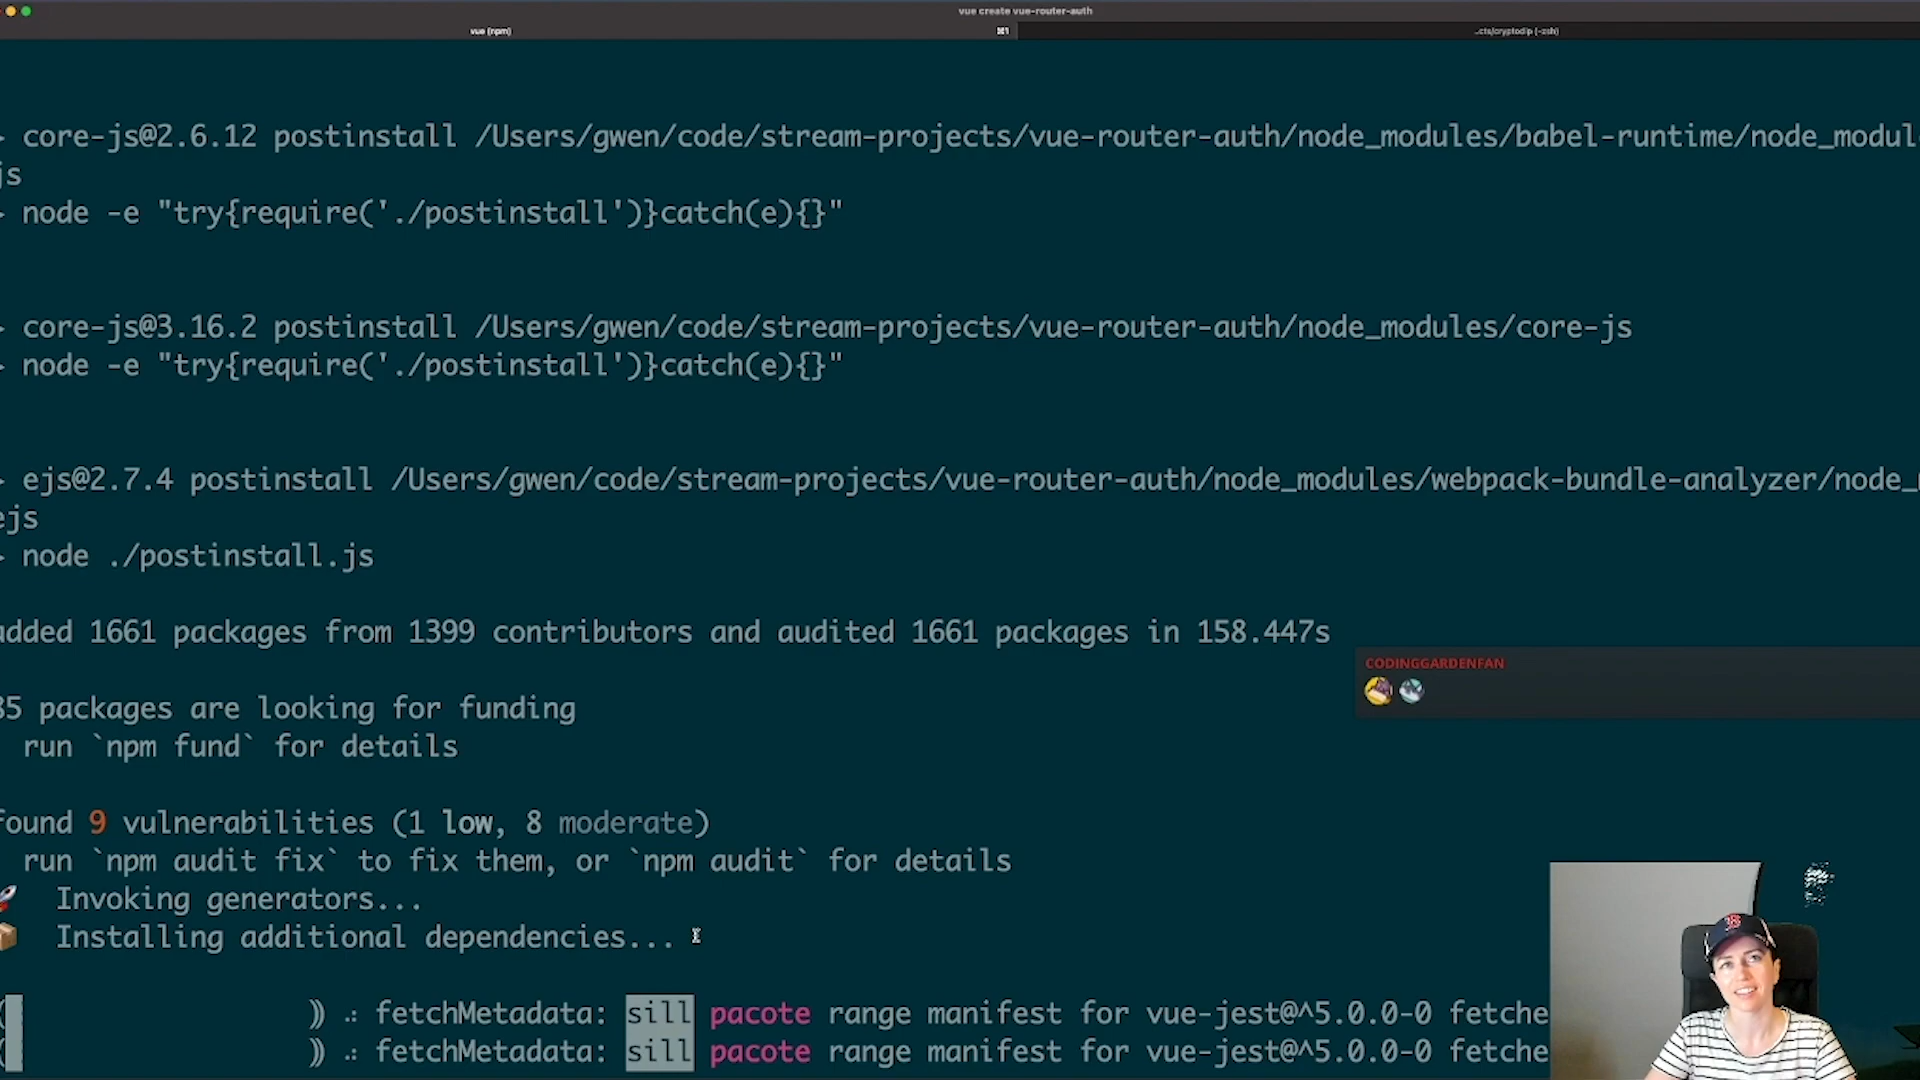 vue create vue-router-auth
vue (npm)
⌘1
..cts/cryptodip (-zsh)
> core-js@2.6.12 postinstall /Users/gwen/code/stream-projects/vue-router-auth/node_modules/babel-runtime/node_modul
js
> node -e "try{require('./postinstall')}catch(e){}"
> core-js@3.16.2 postinstall /Users/gwen/code/stream-projects/vue-router-auth/node_modules/core-js
> node -e "try{require('./postinstall')}catch(e){}"
> ejs@2.7.4 postinstall /Users/gwen/code/stream-projects/vue-router-auth/node_modules/webpack-bundle-analyzer/node_
ejs
> node ./postinstall.js
added 1661 packages from 1399 contributors and audited 1661 packages in 158.447s
85 packages are looking for funding
run `npm fund` for details
found 9 vulnerabilities (1 low, 8 moderate)
run `npm audit fix` to fix them, or `npm audit` for details
🚀 Invoking generators...
📦 Installing additional dependencies...
) ⠴ fetchMetadata: sill pacote range manifest for vue-jest@^5.0.0-0 fetche
) ⠴ fetchMetadata: sill pacote range manifest for vue-jest@^5.0.0-0 fetche
CODINGGARDENFAN